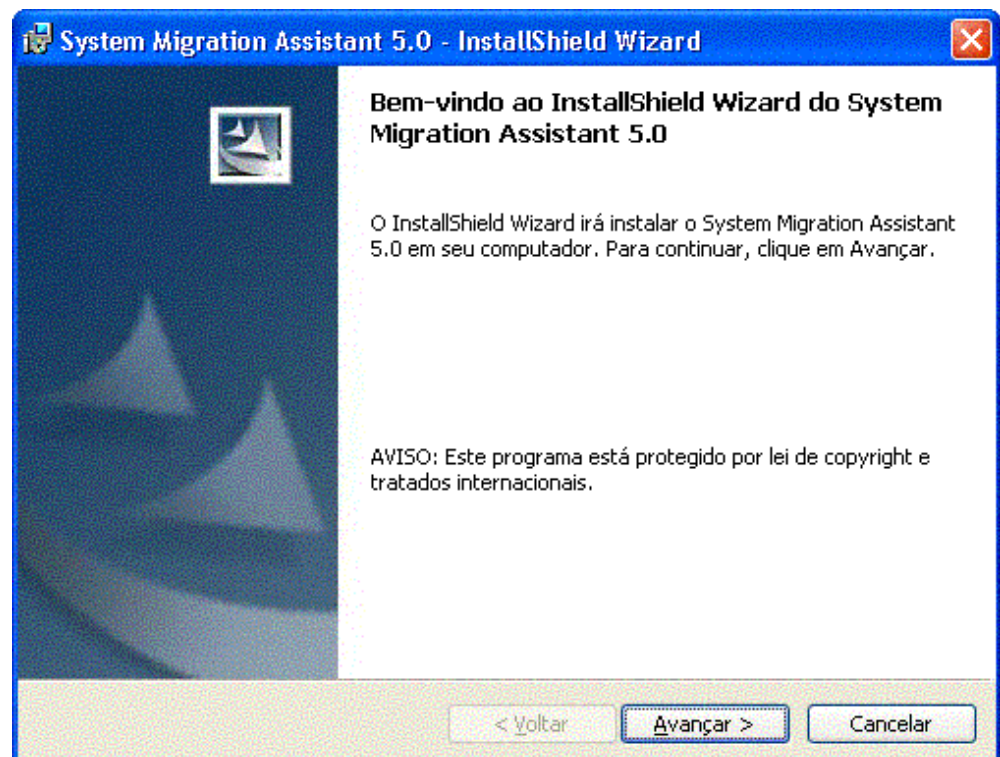 System Migration Assistant 5.0 - InstallShield Wizard
Bem-vindo ao InstallShield Wizard do System
Migration Assistant 5.0
O InstallShield Wizard irá instalar o System Migration Assistant
5.0 em seu computador. Para continuar, clique em Avançar.
AVISO: Este programa está protegido por lei de copyright e
tratados internacionais.
< Voltar
Avançar >
Cancelar